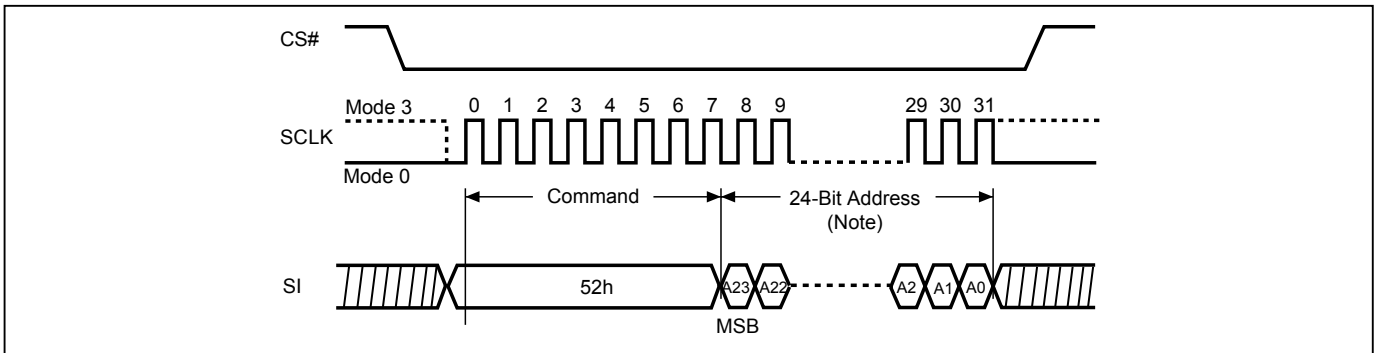 CS#
Mode 3
0 1 2 3 4 5 6 7 8 9 29 30 31
SCLK
Mode 0
Command
24-Bit Address
(Note)
SI
52h
A23 A22 A2 A1 A0
MSB